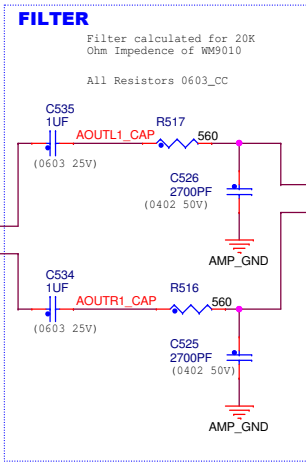 FILTER
Filter calculated for 20K
Ohm Impedence of WM9010
All Resistors 0603_CC
C535
1UF
AOUTL1_CAP
R517
560
(0603 25V)
C526
2700PF
(0402 50V)
AMP_GND
C534
1UF
AOUTR1_CAP
R516
560
(0603 25V)
C525
2700PF
(0402 50V)
AMP_GND